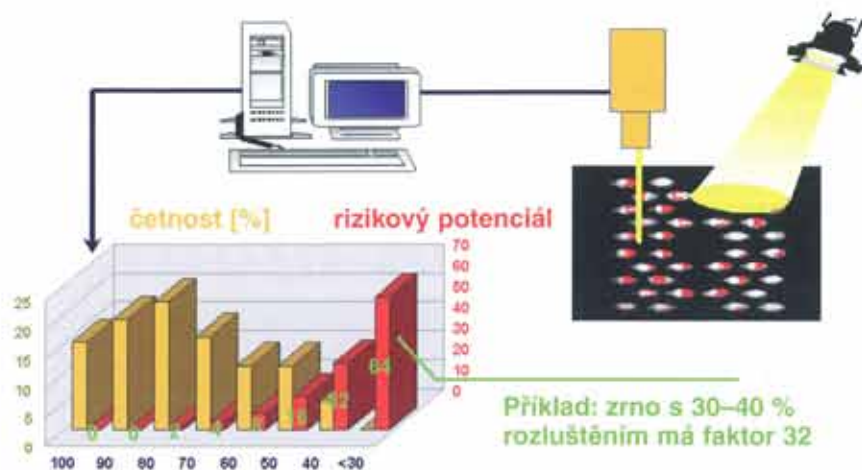 četnost [%]
rizikový potenciál
70
60
50
40
30
20
10
0
25
20
15
10
5
0
0 0 2 4 32 64
100 90 80 70 60 50 40 <30
Příklad: zrno s 30–40 %
rozluštěním má faktor 32